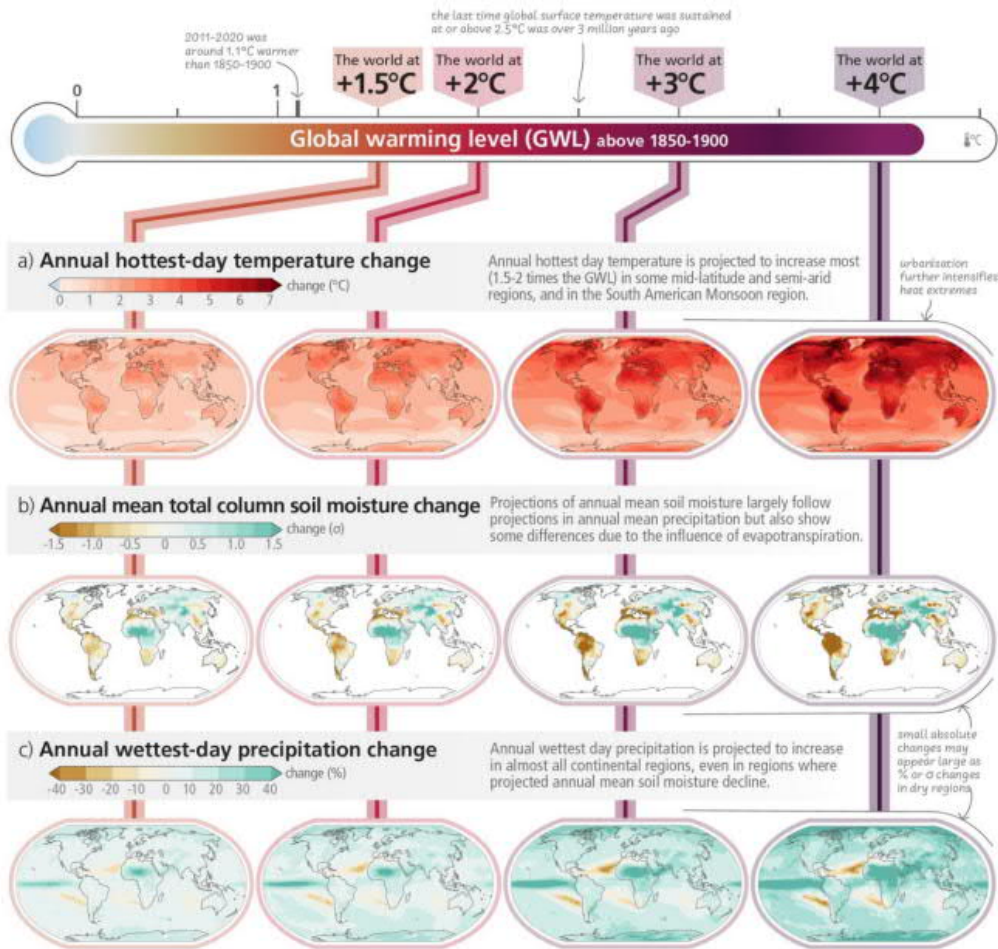 the last time global surface temperature was sustained
at or above 2.5°C was over 3 million years ago
2011-2020 was
around 1.1°C warmer
than 1850-1900
The world at
+1.5°C
The world at
+2°C
The world at
+3°C
The world at
+4°C
0
1
Global warming level (GWL) above 1850-1900
°C
a) Annual hottest-day temperature change
change (°C)
0 1 2 3 4 5 6 7
Annual hottest day temperature is projected to increase most
(1.5-2 times the GWL) in some mid-latitude and semi-arid
regions, and in the South American Monsoon region.
urbanisation
further intensifies
heat extremes
b) Annual mean total column soil moisture change
change (σ)
-1.5 -1.0 -0.5 0 0.5 1.0 1.5
Projections of annual mean soil moisture largely follow
projections in annual mean precipitation but also show
some differences due to the influence of evapotranspiration.
c) Annual wettest-day precipitation change
change (%)
-40 -30 -20 -10 0 10 20 30 40
Annual wettest day precipitation is projected to increase
in almost all continental regions, even in regions where
projected annual mean soil moisture decline.
small absolute
changes may
appear large as
% or σ changes
in dry regions